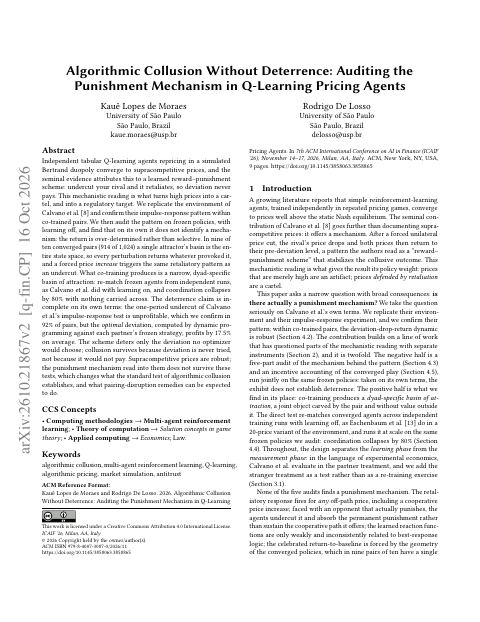 Algorithmic Collusion Without Deterrence: Auditing the
Punishment Mechanism in Q-Learning Pricing Agents
Kauê Lopes de Moraes
University of São Paulo
São Paulo, Brazil
kaue.moraes@usp.br
Rodrigo De Losso
University of São Paulo
São Paulo, Brazil
delosso@usp.br
arXiv:2610.21867v2 [q-fin.CP] 16 Oct 2026
Abstract
Independent tabular Q-learning agents repricing in a simulated
Bertrand duopoly converge to supracompetitive prices, and the
seminal evidence attributes this to a learned reward–punishment
scheme: undercut your rival and it retaliates, so deviation never
pays. This mechanistic reading is what turns high prices into a car-
tel, and into a regulatory target. We replicate the environment of
Calvano et al. [8] and confirm their impulse-response pattern within
co-trained pairs. We then audit the pattern on frozen policies, with
learning off, and find that on its own it does not identify a mecha-
nism: the return is over-determined rather than selective. In nine of
ten converged pairs (914 of 1,024) a single attractor's basin is the en-
tire state space, so every perturbation returns whatever provoked it,
and a forced price increase triggers the same retaliatory pattern as
an undercut. What co-training produces is a narrow, dyad-specific
basin of attraction: re-match frozen agents from independent runs,
as Calvano et al. did with learning on, and coordination collapses
by 80% with nothing carried across. The deterrence claim is in-
complete on its own terms: the one-period undercut of Calvano
et al.'s impulse-response test is unprofitable, which we confirm in
92% of pairs, but the optimal deviation, computed by dynamic pro-
gramming against each partner's frozen strategy, profits by 17.5%
on average. The scheme deters only the deviation no optimizer
would choose; collusion survives because deviation is never tried,
not because it would not pay. Supracompetitive prices are robust;
the punishment mechanism read into them does not survive these
tests, which changes what the standard test of algorithmic collusion
establishes, and what pairing-disruption remedies can be expected
to do.
CCS Concepts
• Computing methodologies → Multi-agent reinforcement
learning; • Theory of computation → Solution concepts in game
theory; • Applied computing → Economics; Law.
Keywords
algorithmic collusion, multi-agent reinforcement learning, Q-learning,
algorithmic pricing, market simulation, antitrust
ACM Reference Format:
Kauê Lopes de Moraes and Rodrigo De Losso. 2026. Algorithmic Collusion
Without Deterrence: Auditing the Punishment Mechanism in Q-Learning
This work is licensed under a Creative Commons Attribution 4.0 International License.
ICAIF '26, Milan, AA, Italy
© 2026 Copyright held by the owner/author(s).
https://doi.org/10.1145/3858063.3858865
Pricing Agents. In 7th ACM International Conference on AI in Finance (ICAIF
'26), November 14–17, 2026, Milan, AA, Italy. ACM, New York, NY, USA,
9 pages. https://doi.org/10.1145/3858063.3858865
1 Introduction
A growing literature reports that simple reinforcement-learning
agents, trained independently in repeated pricing games, converge
to prices well above the static Nash equilibrium. The seminal con-
tribution of Calvano et al. [8] goes further than documenting supra-
competitive prices: it offers a mechanism. After a forced unilateral
price cut, the rival's price drops and both prices then return to
their pre-deviation level, a pattern the authors read as a "reward–
punishment scheme" that stabilizes the collusive outcome. This
mechanistic reading is what gives the result its policy weight: prices
that are merely high are an artifact; prices defended by retaliation
are a cartel.
This paper asks a narrow question with broad consequences: is
there actually a punishment mechanism? We take the question
seriously on Calvano et al.'s own terms. We replicate their environ-
ment and their impulse-response experiment, and we confirm their
pattern: within co-trained pairs, the deviation-drop-return dynamic
is robust (Section 4.2). The contribution builds on a line of work
that has questioned parts of the mechanistic reading with separate
instruments (Section 2), and it is twofold. The negative half is a
five-part audit of the mechanism behind the pattern (Section 4.3)
and an incentive accounting of the converged play (Section 4.5),
run jointly on the same frozen policies: taken on its own terms, the
exhibit does not establish deterrence. The positive half is what we
find in its place: co-training produces a dyad-specific basin of at-
traction, a joint object carved by the pair and without value outside
it. The direct test re-matches converged agents across independent
training runs with learning off, as Eschenbaum et al. [13] do in a
20-price variant of the environment, and runs it at scale on the same
frozen policies we audit: coordination collapses by 80% (Section
4.4). Throughout, the design separates the learning phase from the
measurement phase: in the language of experimental economics,
Calvano et al. evaluate in the partner treatment, and we add the
stranger treatment as a test rather than as a re-training exercise
(Section 3.1).
None of the five audits finds a punishment mechanism. The retal-
iatory response fires for any off-path price, including a cooperative
price increase; faced with an opponent that actually punishes, the
agents undercut it and absorb the permanent punishment rather
than sustain the cooperative path it offers; the learned reaction func-
tions are only weakly and inconsistently related to best-response
logic; the celebrated return-to-baseline is forced by the geometry
of the converged policies, which in nine pairs of ten have a single